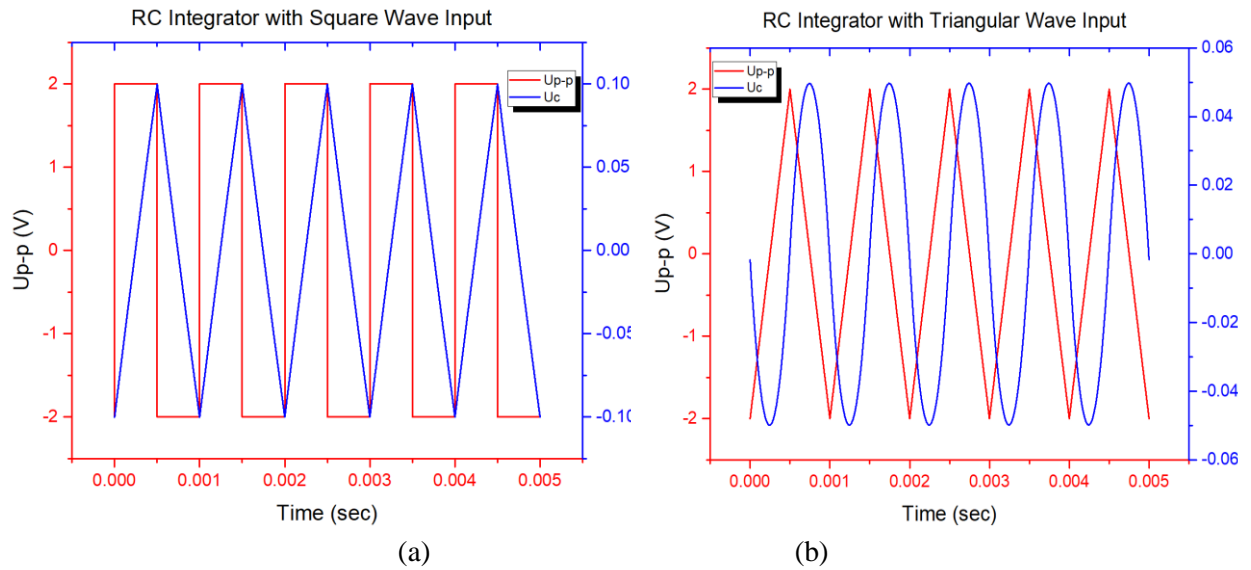 RC Integrator with Square Wave Input
Up-p
Uc
2
1
0
-1
-2
Up-p (V)
0.10
0.05
0.00
-0.05
-0.10
0.000 0.001 0.002 0.003 0.004 0.005
Time (sec)
(a)
RC Integrator with Triangular Wave Input
Up-p
Uc
2
1
0
-1
-2
Up-p (V)
0.06
0.04
0.02
0.00
-0.02
-0.04
-0.06
0.000 0.001 0.002 0.003 0.004 0.005
Time (sec)
(b)